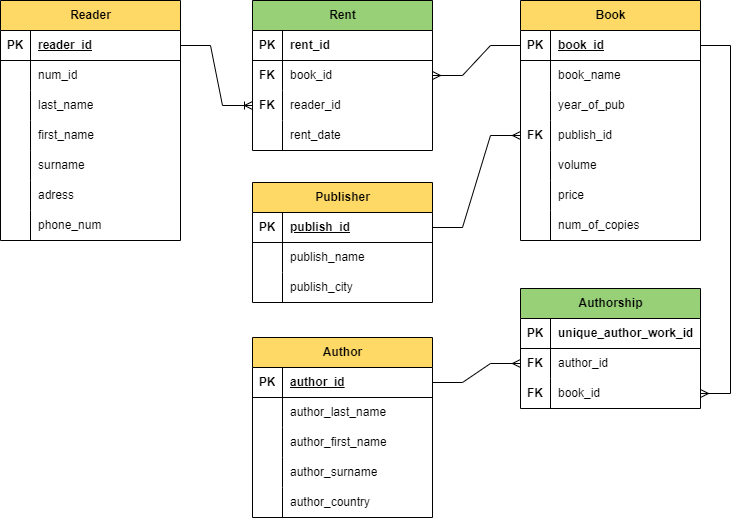 Reader
PK reader_id
num_id
last_name
first_name
surname
adress
phone_num
Rent
PK rent_id
FK book_id
FK reader_id
rent_date
Book
PK book_id
book_name
year_of_pub
FK publish_id
volume
price
num_of_copies
Publisher
PK publish_id
publish_name
publish_city
Author
PK author_id
author_last_name
author_first_name
author_surname
author_country
Authorship
PK unique_author_work_id
FK author_id
FK book_id